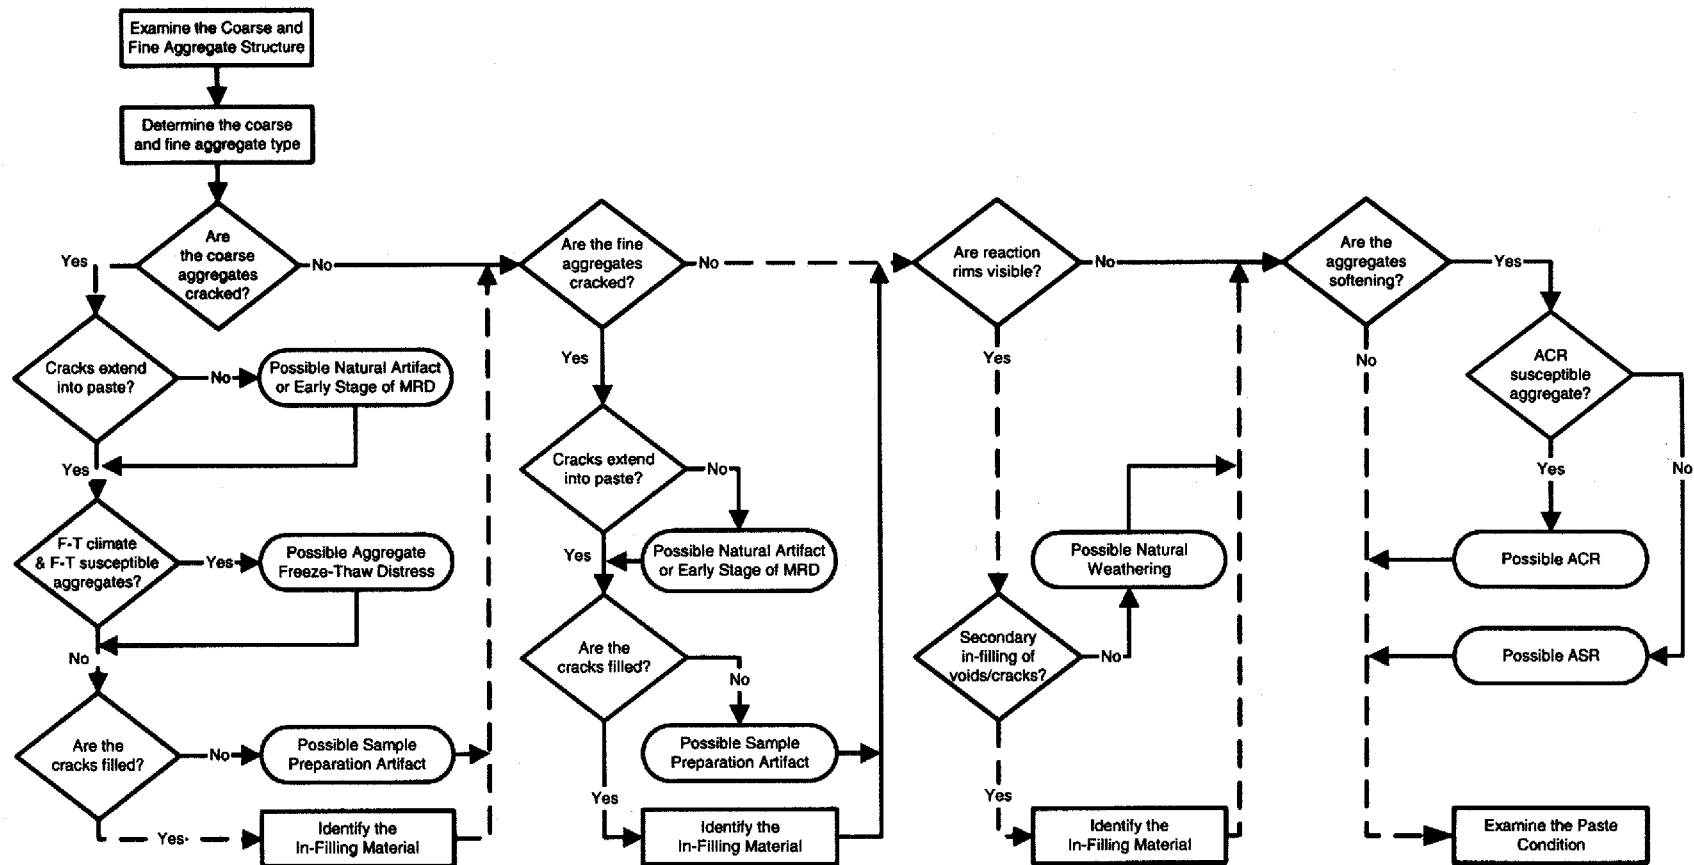 Examine the Coarse and
Fine Aggregate Structure
Determine the coarse
and fine aggregate type
Are
the coarse
aggregates
cracked?
Yes
No
Cracks extend
into paste?
No
Possible Natural Artifact
or Early Stage of MRD
Yes
F-T climate
& F-T susceptible
aggregates?
Yes
Possible Aggregate
Freeze-Thaw Distress
No
Are the
cracks filled?
No
Possible Sample
Preparation Artifact
Yes
Identify the
In-Filling Material
Are the fine
aggregates
cracked?
No
Yes
Cracks extend
into paste?
No
Yes
Possible Natural Artifact
or Early Stage of MRD
Are the
cracks filled?
No
Possible Sample
Preparation Artifact
Yes
Identify the
In-Filling Material
Are reaction
rims visible?
No
Yes
Possible Natural
Weathering
Secondary
in-filling of
voids/cracks?
No
Yes
Identify the
In-Filling Material
Are the
aggregates
softening?
Yes
No
ACR
susceptible
aggregate?
Yes
No
Possible ACR
Possible ASR
Examine the Paste
Condition